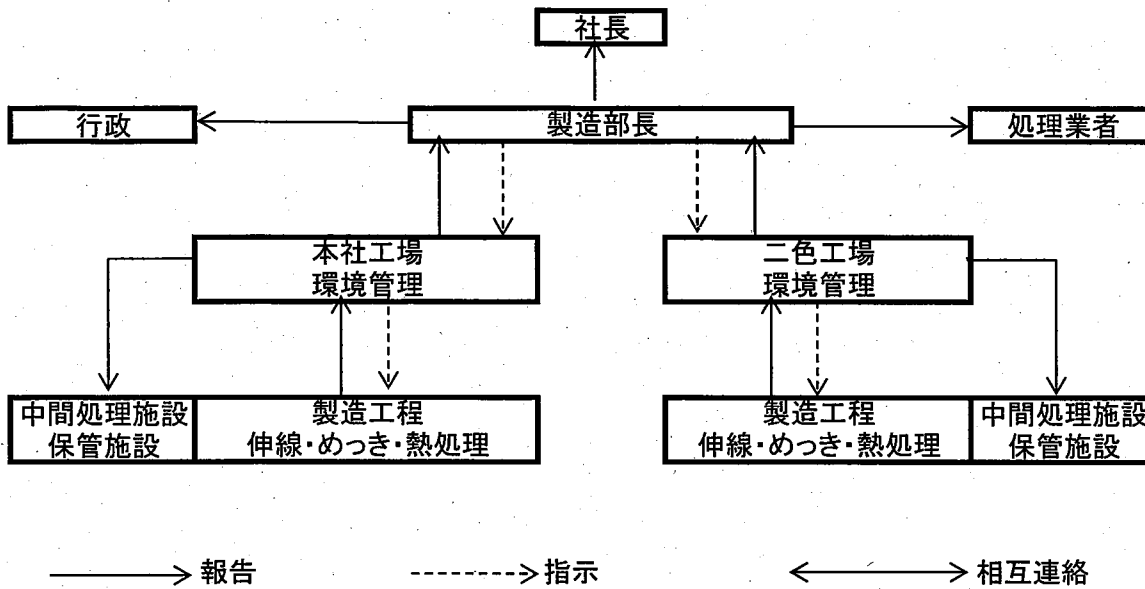 社長
行政
製造部長
処理業者
本社工場
環境管理
二色工場
環境管理
中間処理施設
保管施設
製造工程
伸線・めっき・熱処理
製造工程
伸線・めっき・熱処理
中間処理施設
保管施設
報告
指示
相互連絡